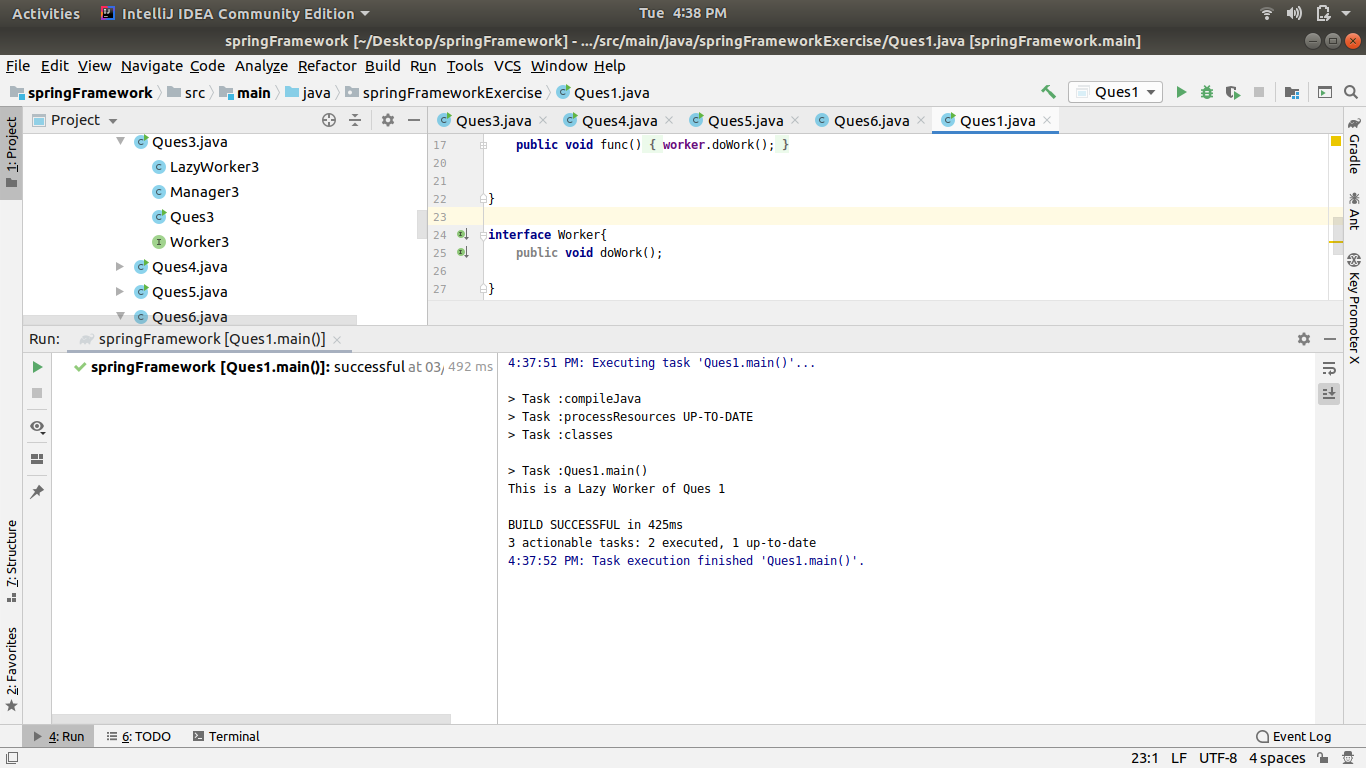 Activities IntelliJ IDEA Community Edition Tue 4:38 PM
springFramework [~/Desktop/springFramework] - .../src/main/java/springFrameworkExercise/Ques1.java [springFramework.main]
File Edit View Navigate Code Analyze Refactor Build Run Tools VCS Window Help
springFramework src main java springFrameworkExercise Ques1.java Ques1
1: Project
Project
Ques3.java
LazyWorker3
Manager3
Ques3
Worker3
Ques4.java
Ques5.java
Ques6.java
Ques3.java Ques4.java Ques5.java Ques6.java Ques1.java
17 public void func() { worker.doWork(); }
20
21
22 }
23
24 interface Worker{
25 public void doWork();
26
27 }
Gradle
Ant
Key Promoter X
Run: springFramework [Ques1.main()]
springFramework [Ques1.main()]: successful at 03/ 492 ms
4:37:51 PM: Executing task 'Ques1.main()'...
> Task :compileJava
> Task :processResources UP-TO-DATE
> Task :classes
> Task :Ques1.main()
This is a Lazy Worker of Ques 1
BUILD SUCCESSFUL in 425ms
3 actionable tasks: 2 executed, 1 up-to-date
4:37:52 PM: Task execution finished 'Ques1.main()'.
7: Structure
2: Favorites
4: Run 6: TODO Terminal Event Log
23:1 LF UTF-8 4 spaces